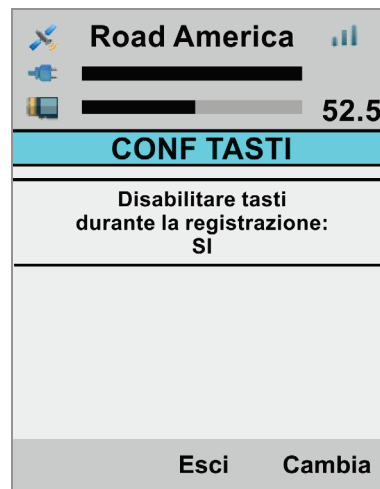 Road America
52.5
CONF TASTI
Disabilitare tasti
durante la registrazione:
SI
Esci Cambia